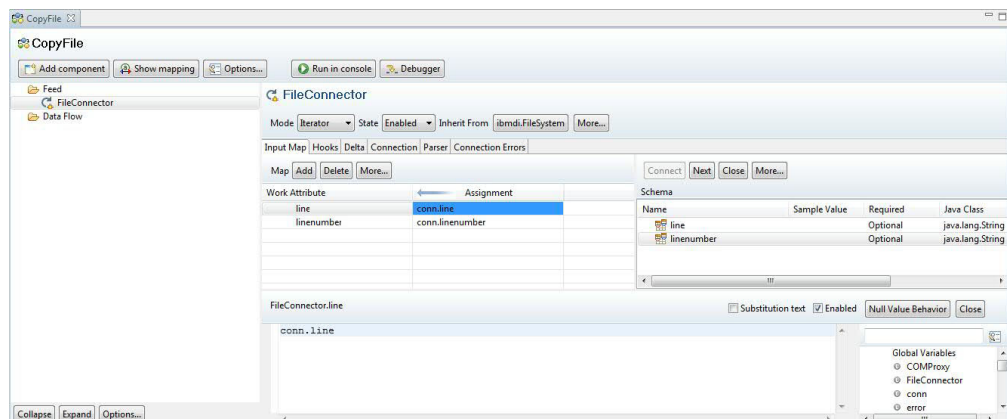 CopyFile
CopyFile
Add component Show mapping Options... Run in console Debugger
Feed
FileConnector
Data Flow
FileConnector
Mode Iterator State Enabled Inherit From ibmdi.FileSystem More...
Input Map Hooks Delta Connection Parser Connection Errors
Map Add Delete More...
Connect Next Close More...
Work Attribute Assignment
line conn.line
linenumber conn.linenumber
Schema
Name Sample Value Required Java Class
line Optional java.lang.String
linenumber Optional java.lang.String
FileConnector.line
Substitution text Enabled Null Value Behavior Close
conn.line
Global Variables
COMProxy
FileConnector
conn
error
Collapse Expand Options...